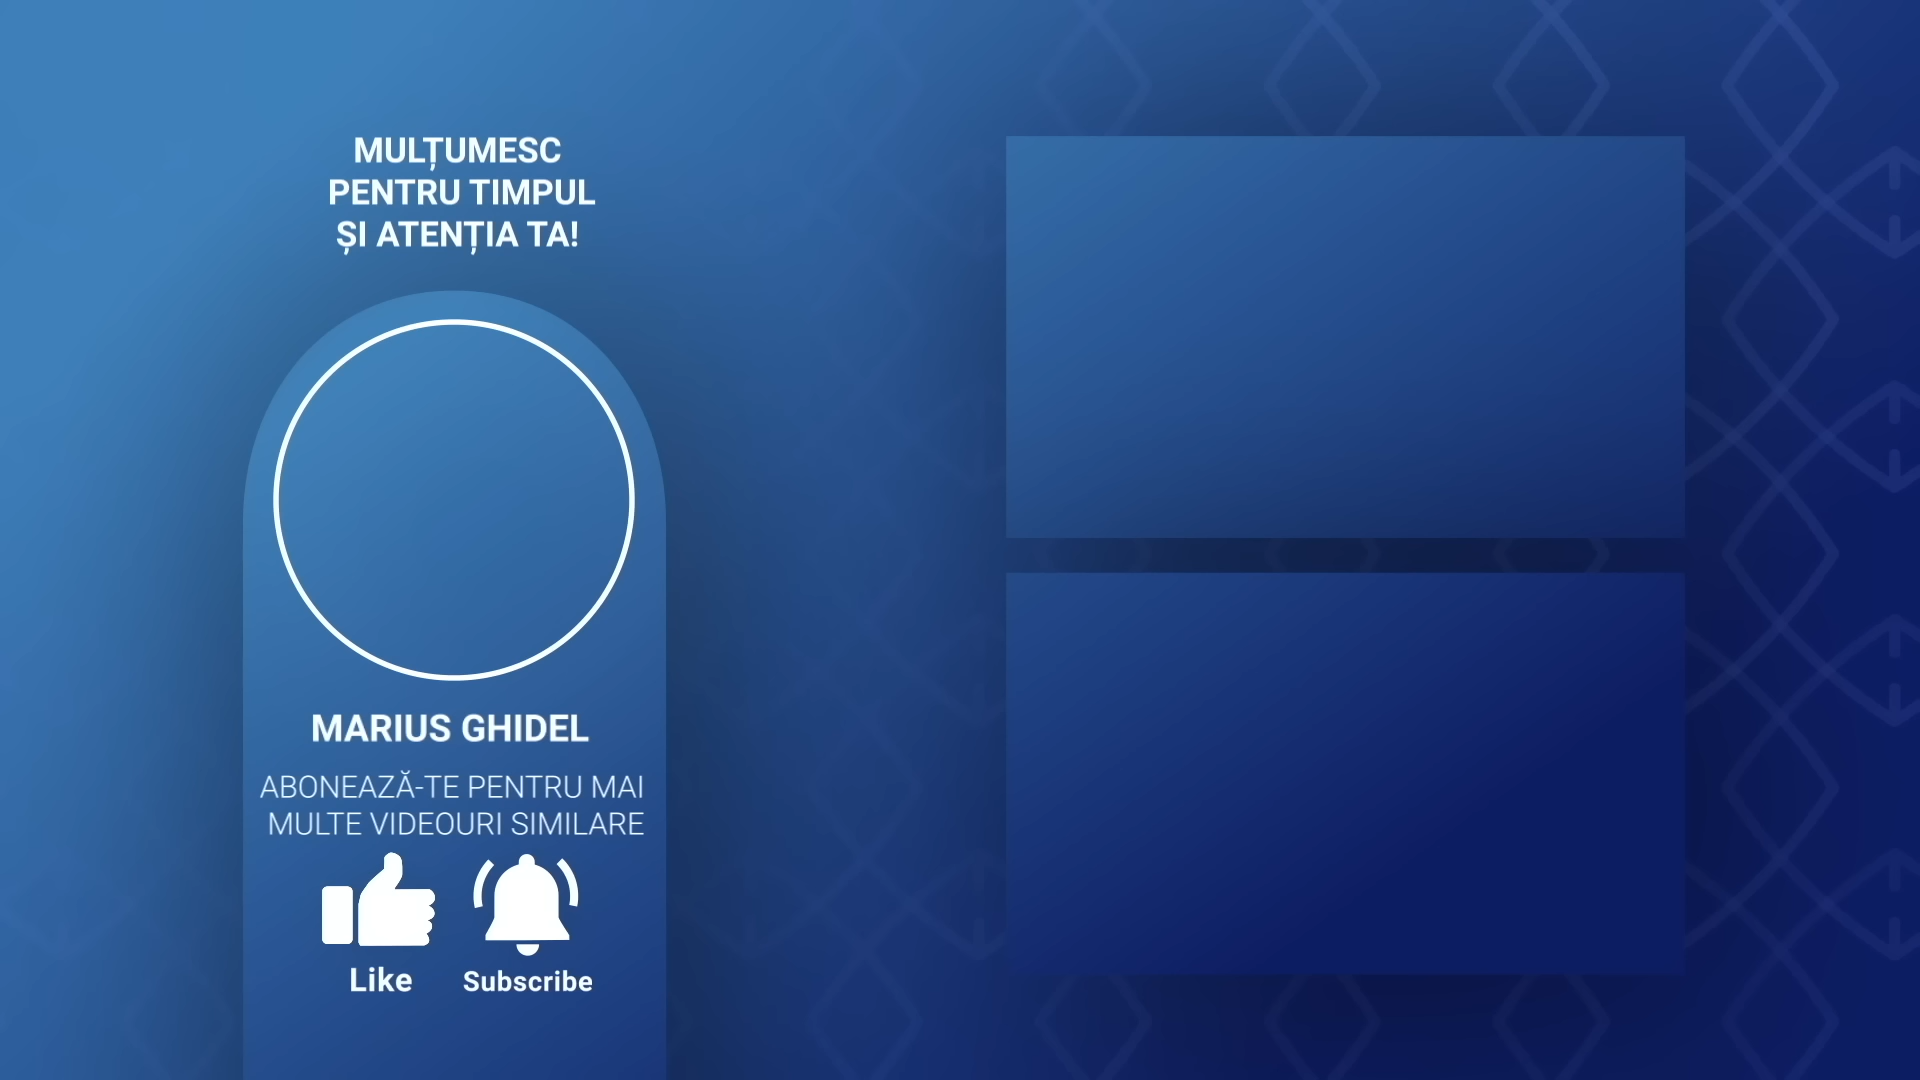 MULȚUMESC
PENTRU TIMPUL
ȘI ATENȚIA TA!
MARIUS GHIDEL
ABONEAZĂ-TE PENTRU MAI
MULTE VIDEOURI SIMILARE
Like
Subscribe